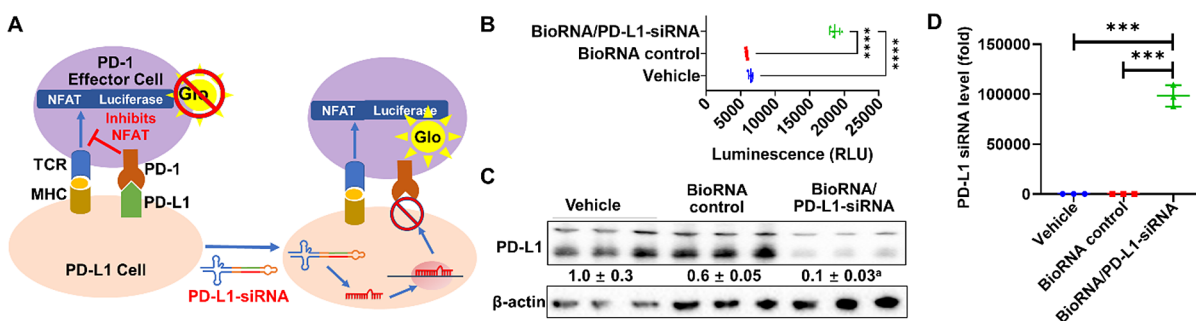 A
PD-1
Effector Cell
NFAT Luciferase
Glo
Inhibits
NFAT
TCR
PD-1
MHC
PD-L1
PD-L1 Cell
PD-L1-siRNA
NFAT Luciferase
Glo
B
BioRNA/PD-L1-siRNA
BioRNA control
Vehicle
****
****
0
5000
10000
15000
20000
25000
Luminescence (RLU)
C
Vehicle
BioRNA
control
BioRNA/
PD-L1-siRNA
PD-L1
1.0 ± 0.3 0.6 ± 0.05 0.1 ± 0.03ᵃ
β-actin
D
PD-L1 siRNA level (fold)
150000
100000
50000
0
***
***
Vehicle
BioRNA control
BioRNA/PD-L1-siRNA